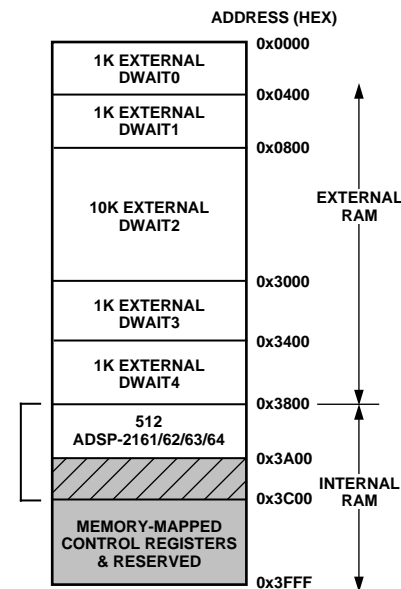 ADDRESS (HEX)
0x0000
1K EXTERNAL
DWAIT0
0x0400
1K EXTERNAL
DWAIT1
0x0800
10K EXTERNAL
DWAIT2
EXTERNAL
RAM
0x3000
1K EXTERNAL
DWAIT3
0x3400
1K EXTERNAL
DWAIT4
0x3800
512
ADSP-2161/62/63/64
0x3A00
INTERNAL
RAM
0x3C00
MEMORY-MAPPED
CONTROL REGISTERS
& RESERVED
0x3FFF